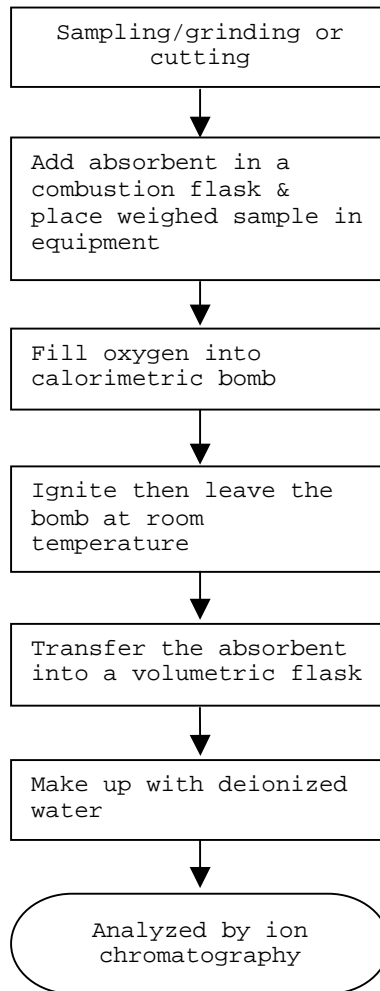 Sampling/grinding or
cutting
Add absorbent in a
combustion flask &
place weighed sample in
equipment
Fill oxygen into
calorimetric bomb
Ignite then leave the
bomb at room
temperature
Transfer the absorbent
into a volumetric flask
Make up with deionized
water
Analyzed by ion
chromatography